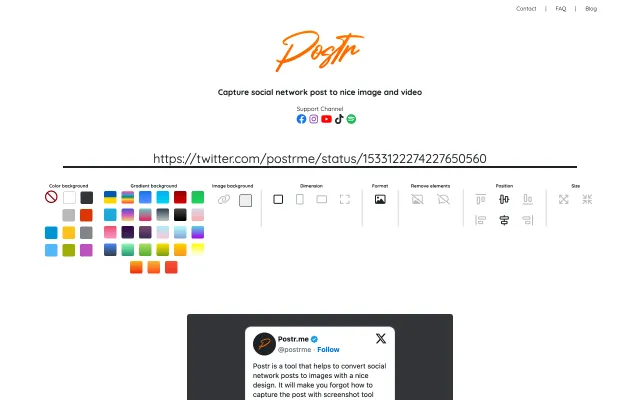 Contact | FAQ | Blog
Postr
Capture social network post to nice image and video
Support Channel
https://twitter.com/postrme/status/1533122274227650560
Color background Gradient background Image background Dimension Format Remove elements Position Size
Postr.me
@postrme · Follow
Postr is a tool that helps to convert social
network posts to images with a nice
design. It will make you forgot how to
capture the post with screenshot tool